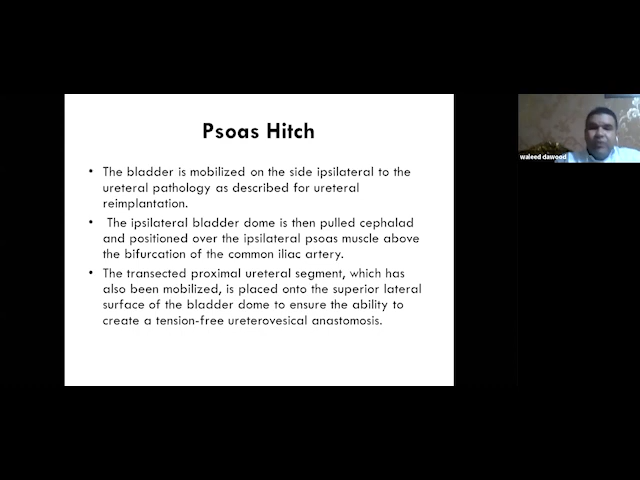 Psoas Hitch
• The bladder is mobilized on the side ipsilateral to the
ureteral pathology as described for ureteral
reimplantation.
• The ipsilateral bladder dome is then pulled cephalad
and positioned over the ipsilateral psoas muscle above
the bifurcation of the common iliac artery.
• The transected proximal ureteral segment, which has
also been mobilized, is placed onto the superior lateral
surface of the bladder dome to ensure the ability to
create a tension-free ureterovesical anastomosis.
waleed dawood